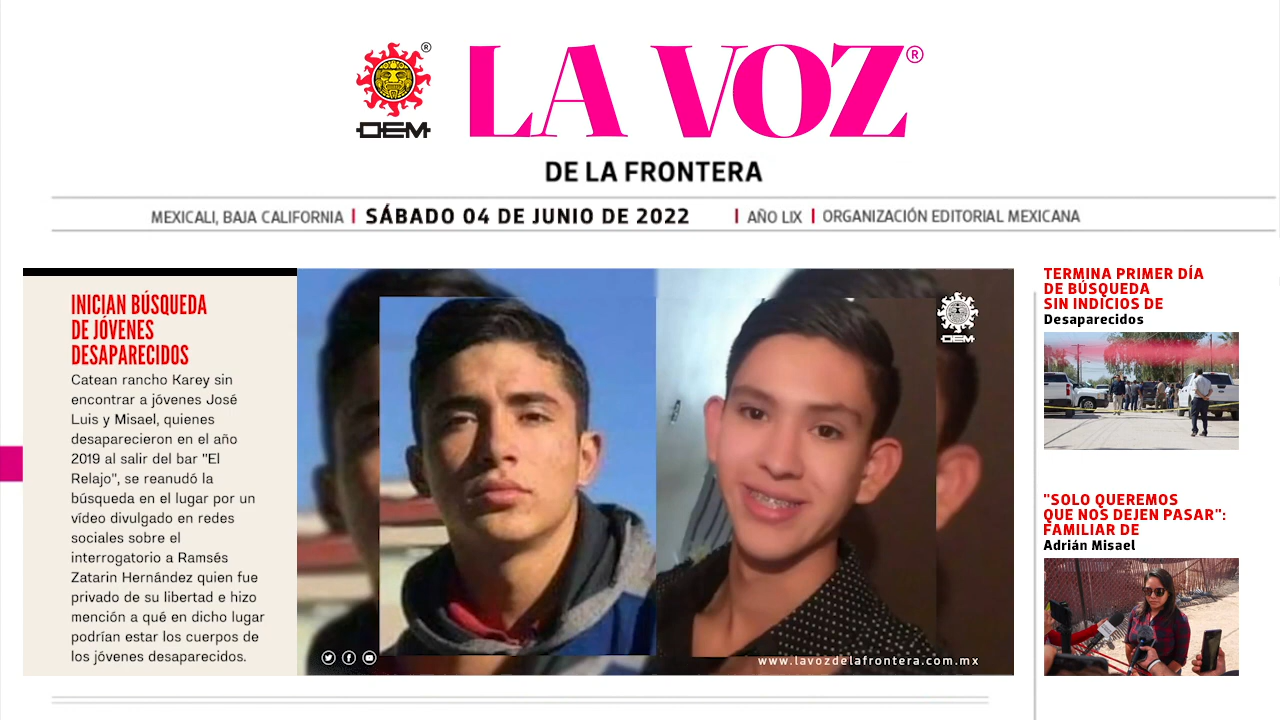 LA VOZ®
OEM ®
DE LA FRONTERA
MEXICALI, BAJA CALIFORNIA | SÁBADO 04 DE JUNIO DE 2022 | AÑO LIX | ORGANIZACIÓN EDITORIAL MEXICANA
INICIAN BÚSQUEDA
DE JÓVENES
DESAPARECIDOS
Catean rancho Karey sin
encontrar a jóvenes José
Luis y Misael, quienes
desaparecieron en el año
2019 al salir del bar "El
Relajo", se reanudó la
búsqueda en el lugar por un
vídeo divulgado en redes
sociales sobre el
interrogatorio a Ramsés
Zatarin Hernández quien fue
privado de su libertad e hizo
mención a qué en dicho lugar
podrían estar los cuerpos de
los jóvenes desaparecidos.
OEM
www.lavozdelafrontera.com.mx
TERMINA PRIMER DÍA
DE BÚSQUEDA
SIN INDICIOS DE
Desaparecidos
"SOLO QUEREMOS
QUE NOS DEJEN PASAR":
FAMILIAR DE
Adrián Misael